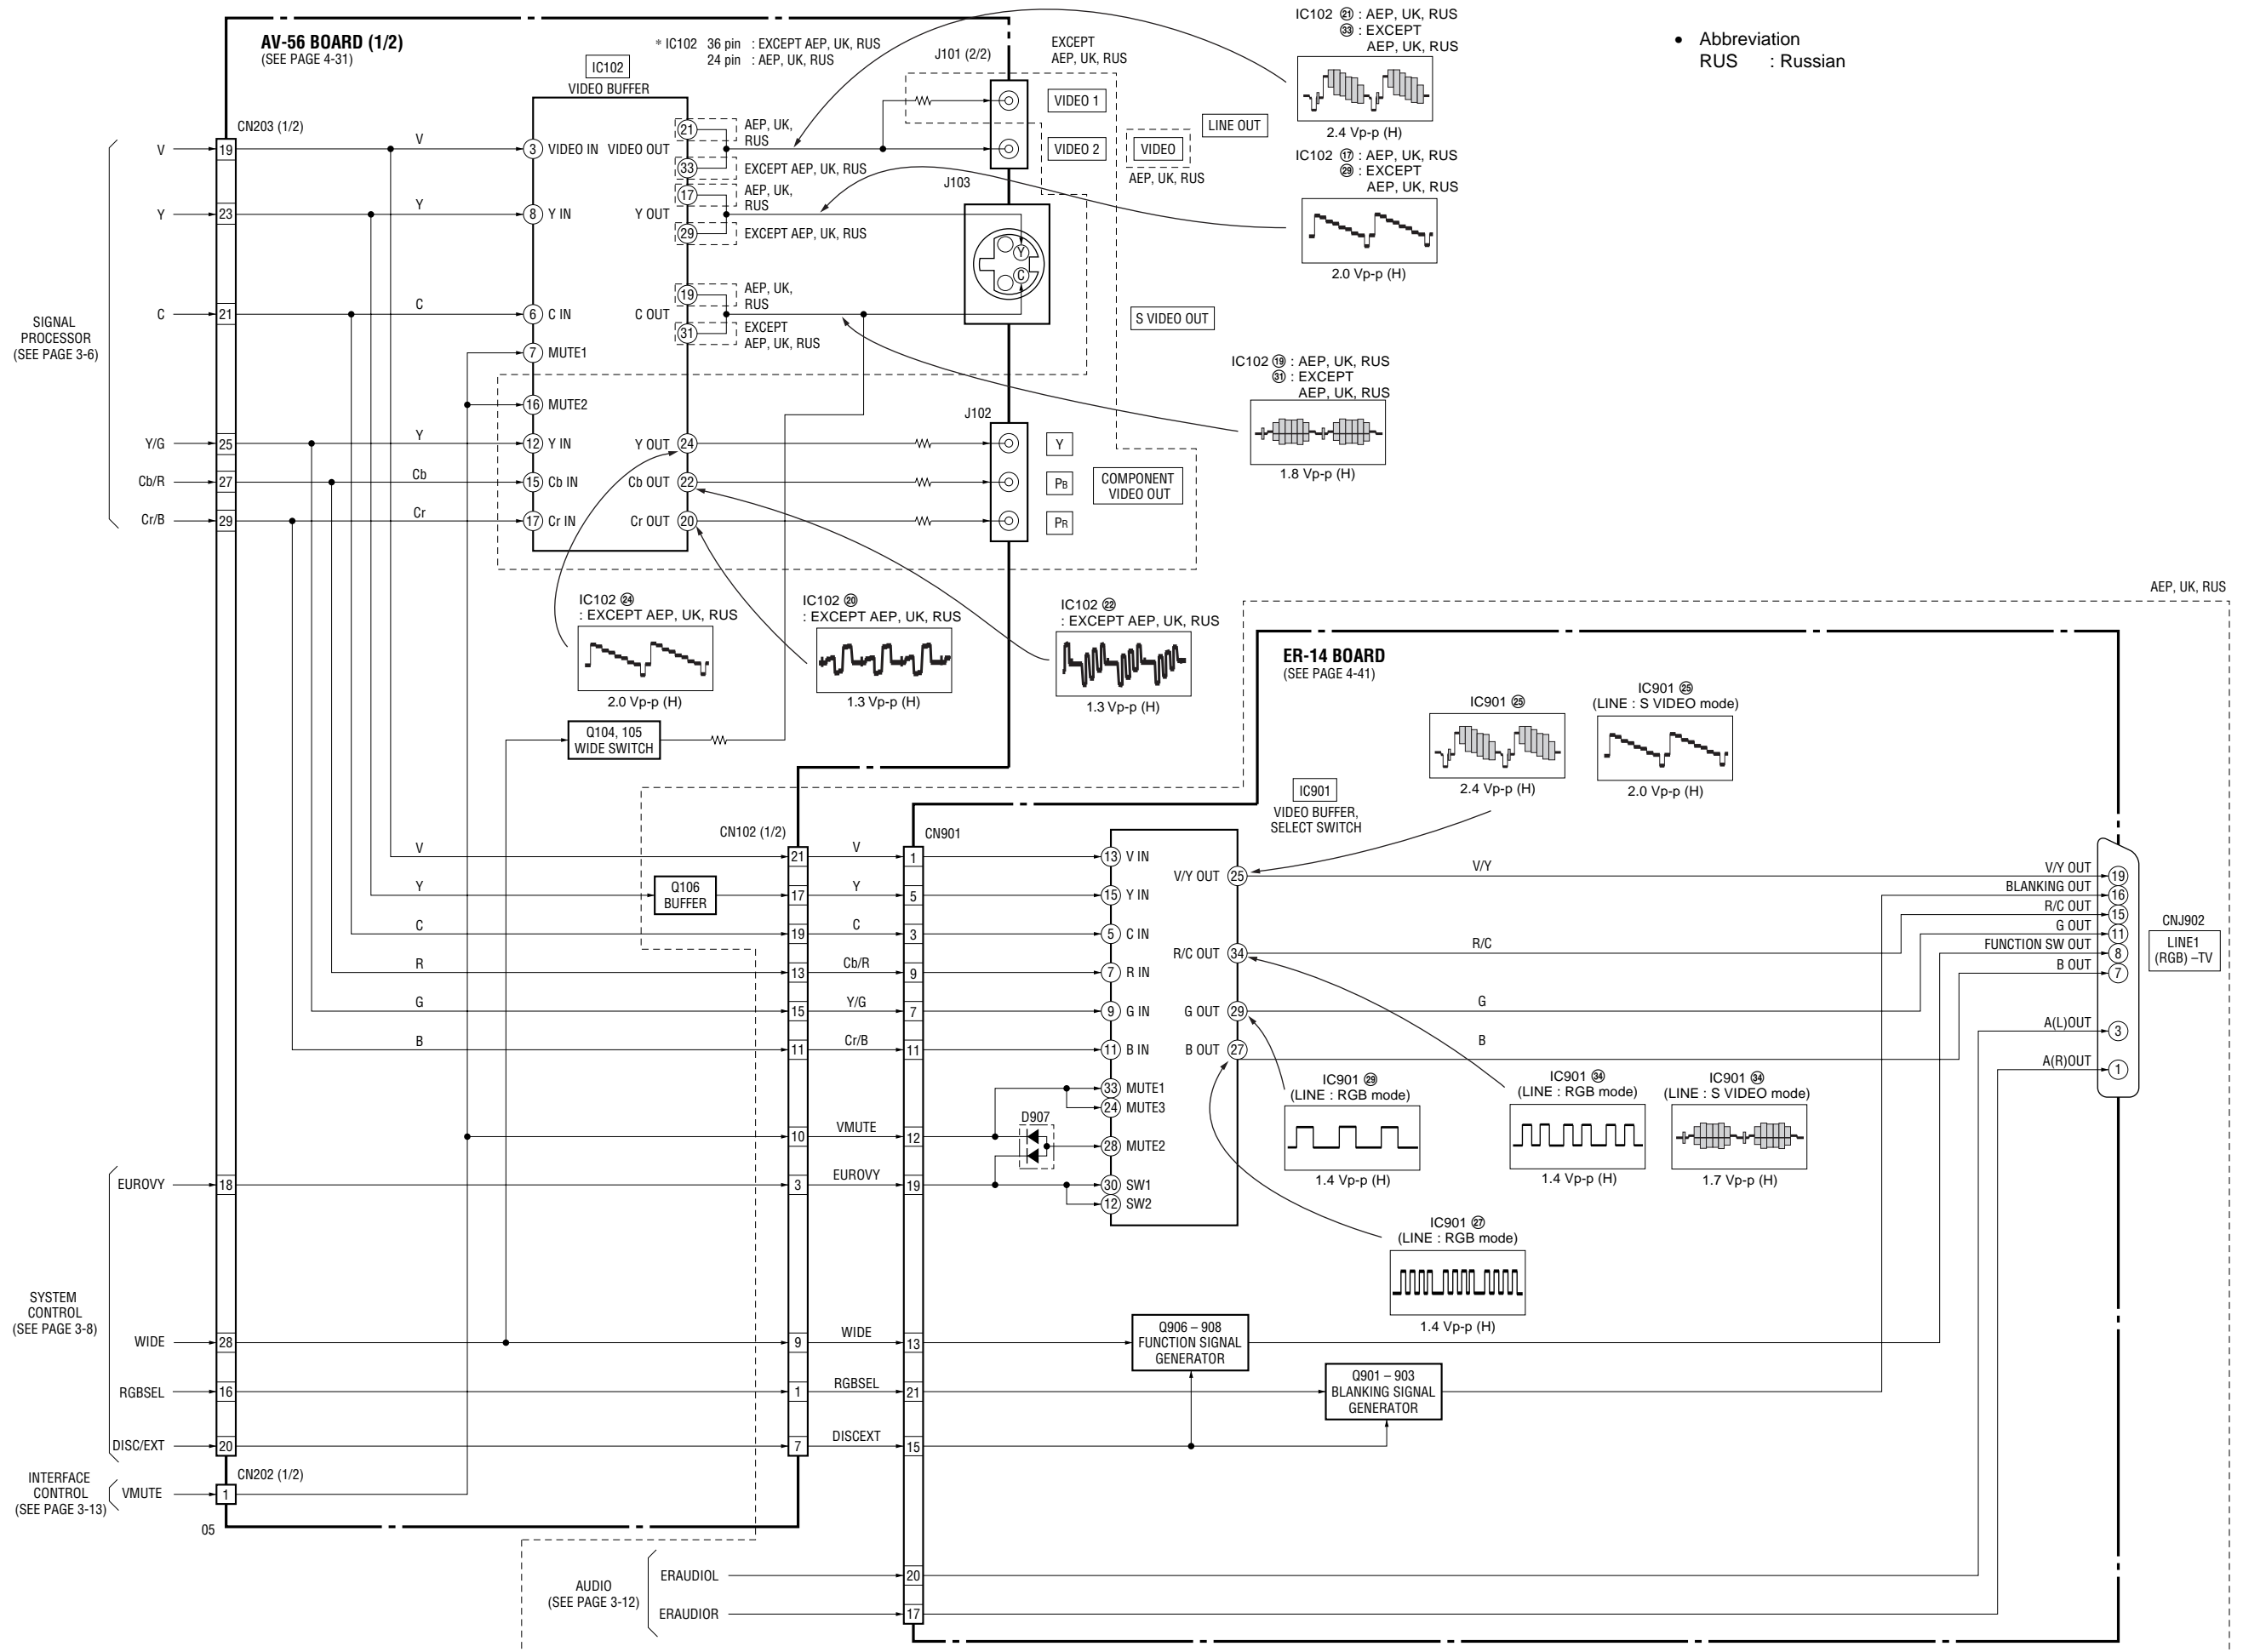 AV-56 BOARD (1/2)
(SEE PAGE 4-31)
* IC102 36 pin : EXCEPT AEP, UK, RUS
24 pin : AEP, UK, RUS
IC102
VIDEO BUFFER
J101 (2/2)
EXCEPT
AEP, UK, RUS
IC102 ㉑ : AEP, UK, RUS
㉝ : EXCEPT
AEP, UK, RUS
2.4 Vp-p (H)
• Abbreviation
RUS : Russian
CN203 (1/2)
SIGNAL
PROCESSOR
(SEE PAGE 3-6)
V 19 V 3 VIDEO IN VIDEO OUT
21 AEP, UK,
RUS
33 EXCEPT AEP, UK, RUS
VIDEO 1
VIDEO 2
VIDEO
AEP, UK, RUS
LINE OUT
IC102 ⑰ : AEP, UK, RUS
㉙ : EXCEPT
AEP, UK, RUS
2.0 Vp-p (H)
Y 23 Y 8 Y IN Y OUT
17 AEP, UK,
RUS
29 EXCEPT AEP, UK, RUS
J103
Y
C
S VIDEO OUT
C 21 C 6 C IN C OUT
19 AEP, UK,
RUS
31 EXCEPT
AEP, UK, RUS
7 MUTE1
16 MUTE2
IC102 ⑲ : AEP, UK, RUS
㉛ : EXCEPT
AEP, UK, RUS
1.8 Vp-p (H)
J102
Y/G 25 Y 12 Y IN Y OUT 24 Y
Cb/R 27 Cb 15 Cb IN Cb OUT 22 PB
Cr/B 29 Cr 17 Cr IN Cr OUT 20 PR
COMPONENT
VIDEO OUT
IC102 ㉔
: EXCEPT AEP, UK, RUS
2.0 Vp-p (H)
IC102 ⑳
: EXCEPT AEP, UK, RUS
1.3 Vp-p (H)
IC102 ㉒
: EXCEPT AEP, UK, RUS
1.3 Vp-p (H)
AEP, UK, RUS
ER-14 BOARD
(SEE PAGE 4-41)
Q104, 105
WIDE SWITCH
IC901 ㉕
2.4 Vp-p (H)
IC901 ㉕
(LINE : S VIDEO mode)
2.0 Vp-p (H)
IC901
VIDEO BUFFER,
SELECT SWITCH
CN102 (1/2)
CN901
V 21 V 1 13 V IN
V/Y OUT 25 V/Y V/Y OUT 19
Y Q106
BUFFER
17 Y 5 15 Y IN
BLANKING OUT 16
R/C OUT 15
C 19 C 3 5 C IN
G OUT 11
R/C OUT 34 R/C
FUNCTION SW OUT 8
R 13 Cb/R 9 7 R IN
B OUT 7
CNJ902
LINE1
(RGB) –TV
G 15 Y/G 7 9 G IN G OUT 29 G
A(L)OUT 3
B 11 Cr/B 11 11 B IN B OUT 27 B
A(R)OUT 1
33 MUTE1
24 MUTE3
D907
10 VMUTE 12 28 MUTE2
EUROVY 18 3 EUROVY 19 30 SW1
12 SW2
IC901 ㉙
(LINE : RGB mode)
1.4 Vp-p (H)
IC901 ㉞
(LINE : RGB mode)
1.4 Vp-p (H)
IC901 ㉞
(LINE : S VIDEO mode)
1.7 Vp-p (H)
IC901 ㉗
(LINE : RGB mode)
1.4 Vp-p (H)
SYSTEM
CONTROL
(SEE PAGE 3-8)
WIDE 28 9 WIDE 13
Q906 – 908
FUNCTION SIGNAL
GENERATOR
RGBSEL 16 1 RGBSEL 21
Q901 – 903
BLANKING SIGNAL
GENERATOR
DISC/EXT 20 7 DISCEXT 15
CN202 (1/2)
INTERFACE
CONTROL
(SEE PAGE 3-13)
VMUTE 1
05
AUDIO
(SEE PAGE 3-12)
ERAUDIOL 20
ERAUDIOR 17